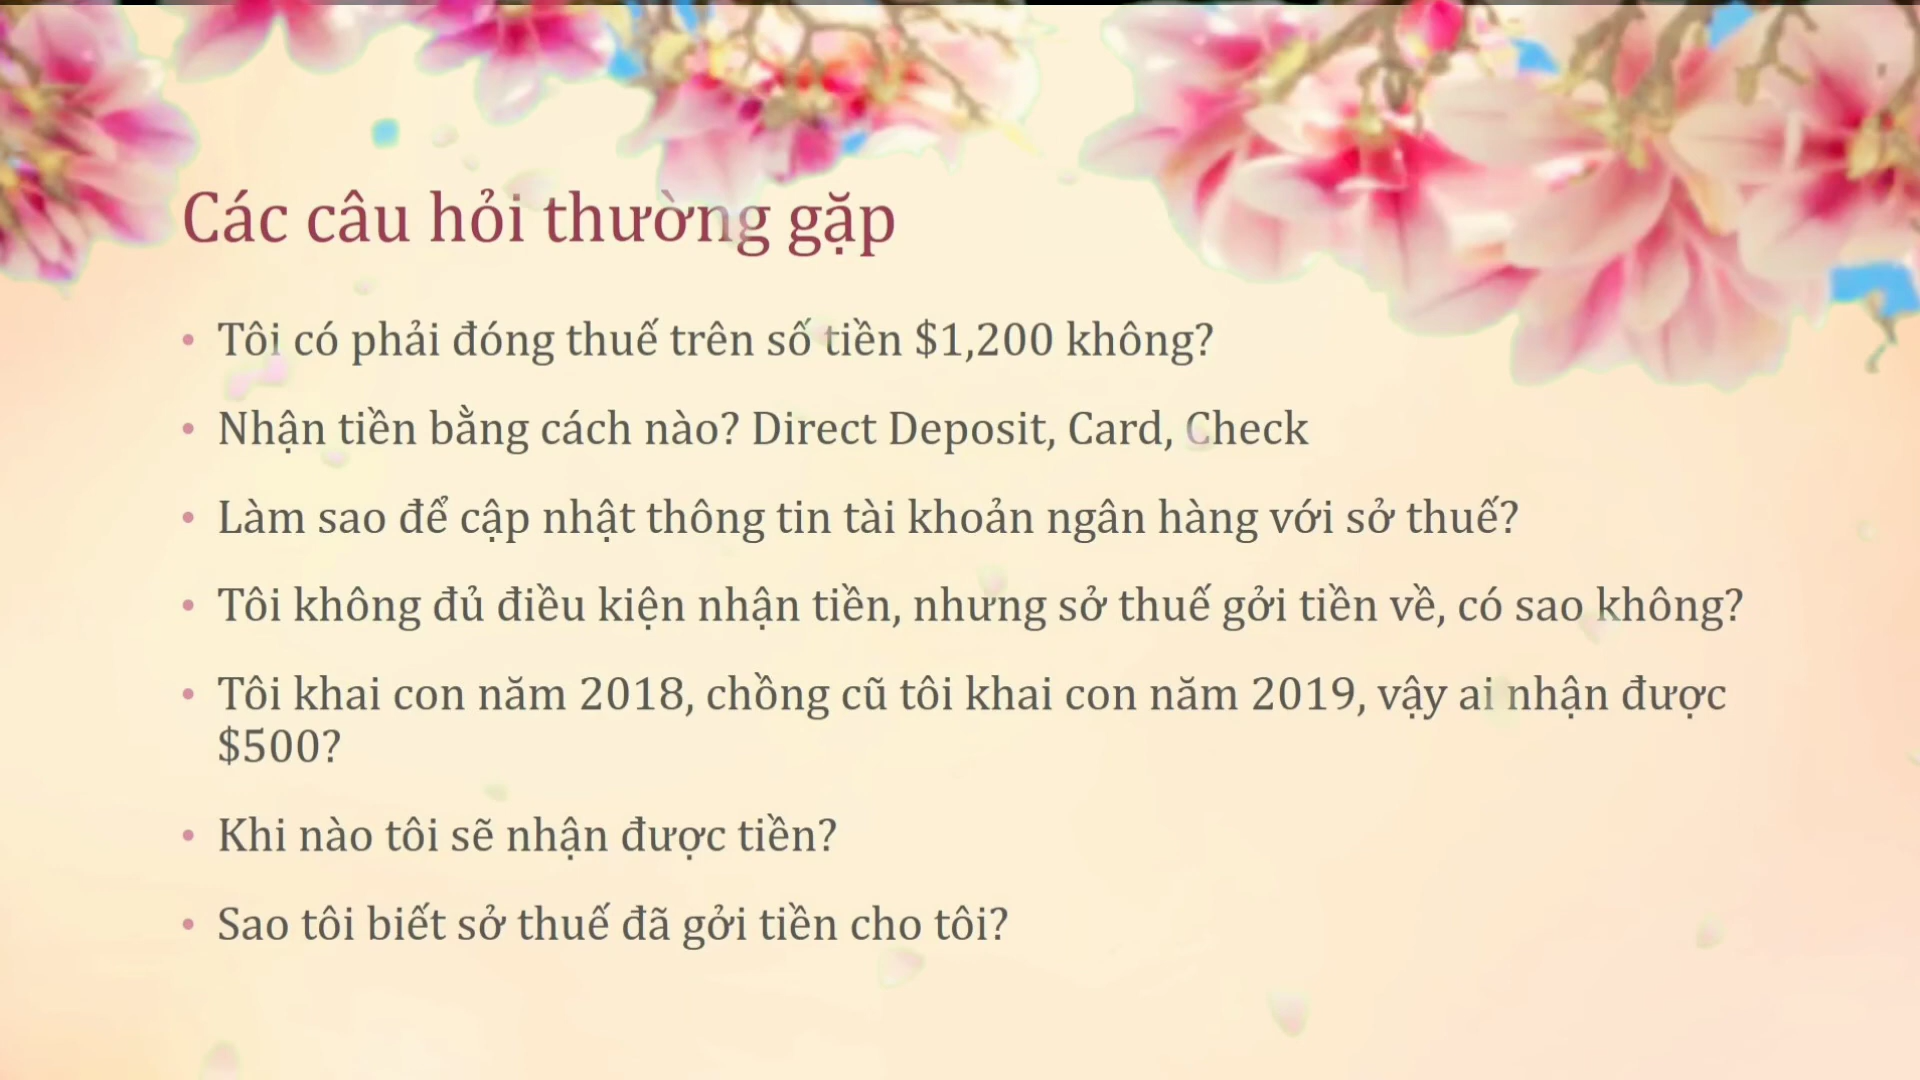 Các câu hỏi thường gặp
• Tôi có phải đóng thuế trên số tiền $1,200 không?
• Nhận tiền bằng cách nào? Direct Deposit, Card, Check
• Làm sao để cập nhật thông tin tài khoản ngân hàng với sở thuế?
• Tôi không đủ điều kiện nhận tiền, nhưng sở thuế gởi tiền về, có sao không?
• Tôi khai con năm 2018, chồng cũ tôi khai con năm 2019, vậy ai nhận được
$500?
• Khi nào tôi sẽ nhận được tiền?
• Sao tôi biết sở thuế đã gởi tiền cho tôi?